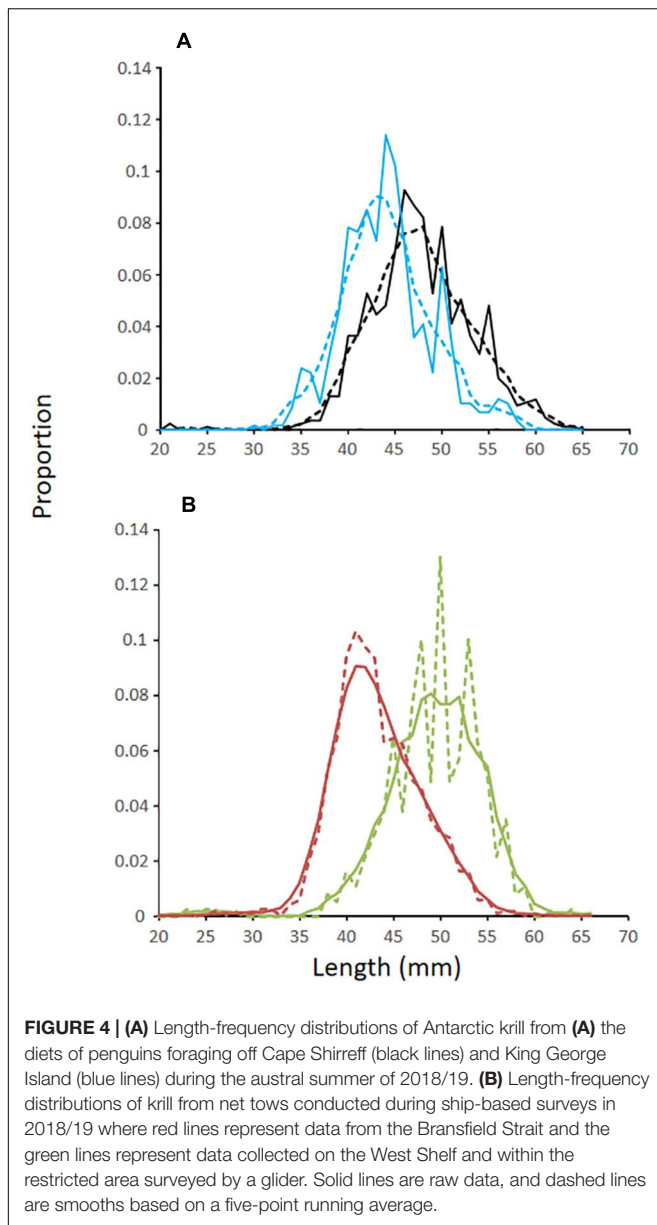 A
0.14
0.12
0.1
0.08
0.06
0.04
0.02
0
20 25 30 35 40 45 50 55 60 65 70
Proportion
B
0.14
0.12
0.1
0.08
0.06
0.04
0.02
0
20 25 30 35 40 45 50 55 60 65 70
Length (mm)
FIGURE 4 | (A) Length-frequency distributions of Antarctic krill from (A) the
diets of penguins foraging off Cape Shirreff (black lines) and King George
Island (blue lines) during the austral summer of 2018/19. (B) Length-frequency
distributions of krill from net tows conducted during ship-based surveys in
2018/19 where red lines represent data from the Bransfield Strait and the
green lines represent data collected on the West Shelf and within the
restricted area surveyed by a glider. Solid lines are raw data, and dashed lines
are smooths based on a five-point running average.